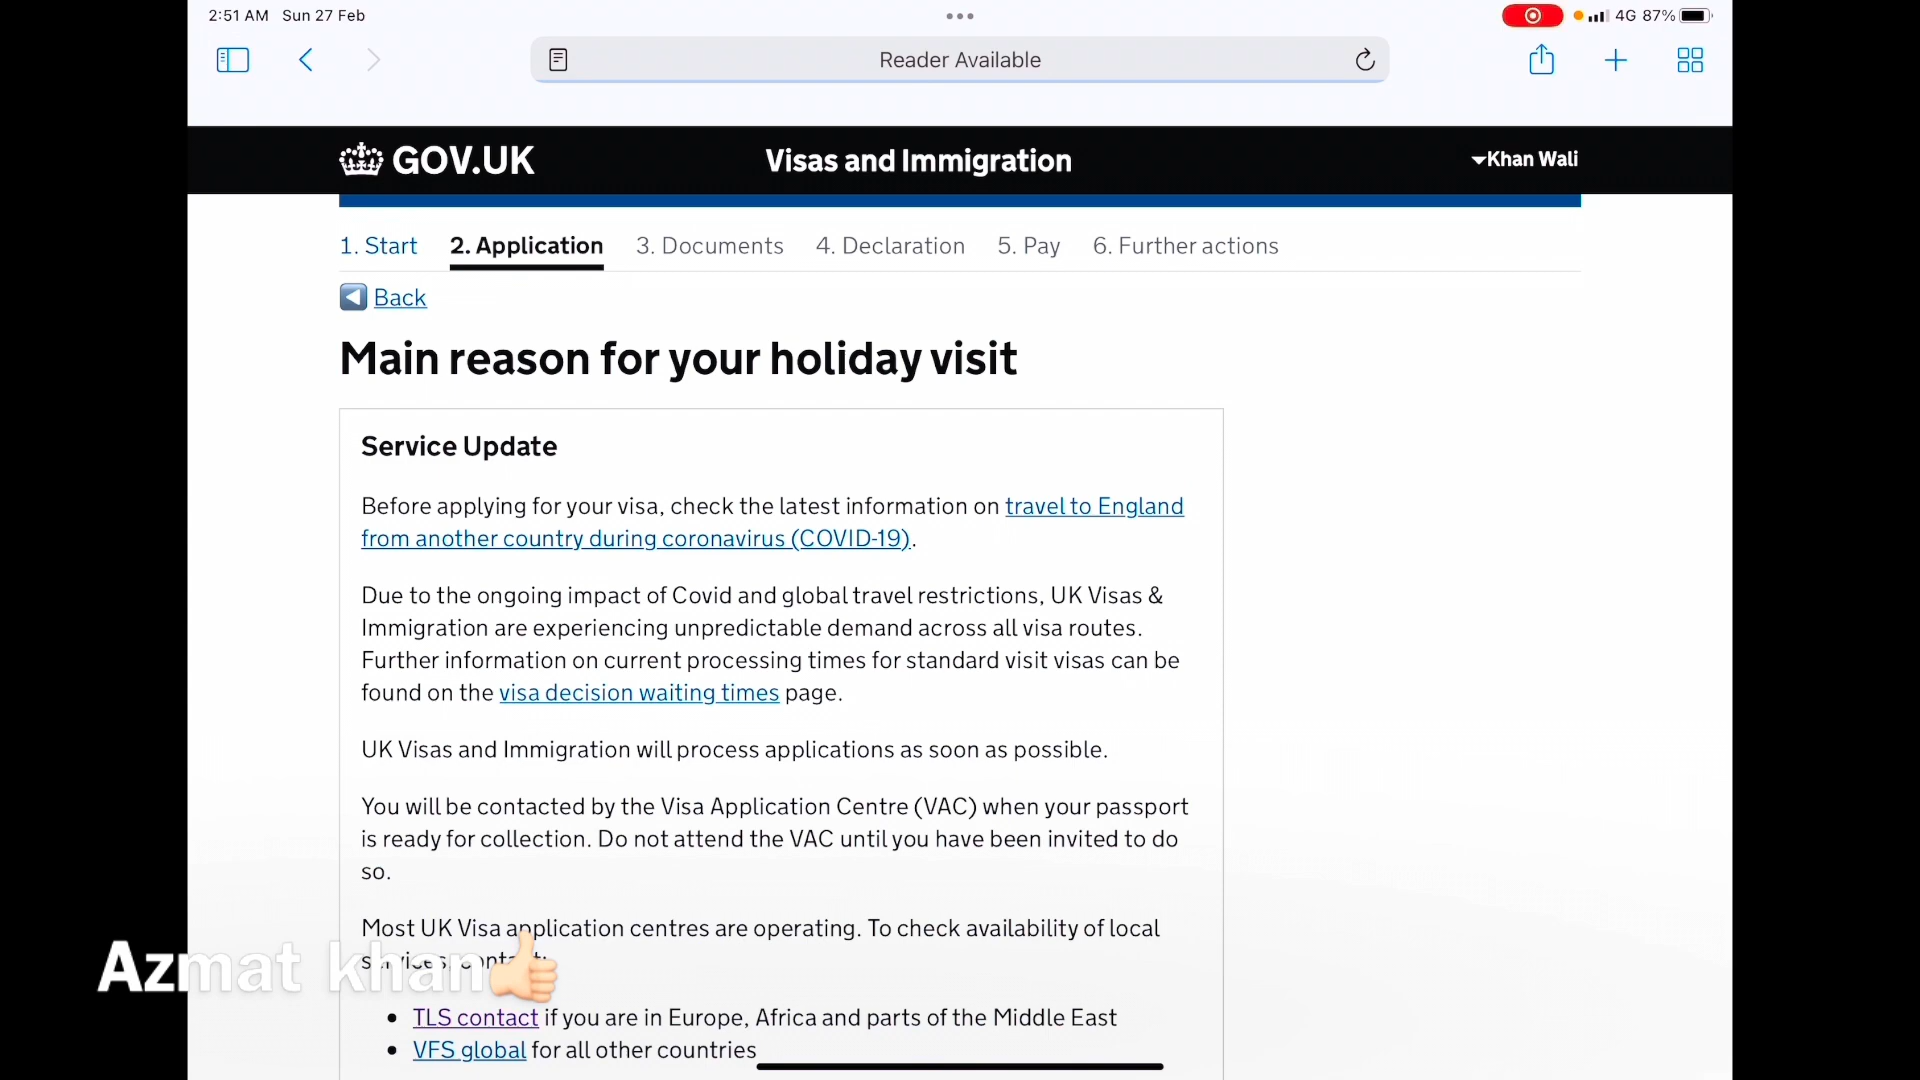 2:51 AM Sun 27 Feb
4G 87%
Reader Available
GOV.UK
Visas and Immigration
Khan Wali
1. Start 2. Application 3. Documents 4. Declaration 5. Pay 6. Further actions
Back
Main reason for your holiday visit
Service Update
Before applying for your visa, check the latest information on travel to England
from another country during coronavirus (COVID-19).
Due to the ongoing impact of Covid and global travel restrictions, UK Visas &
Immigration are experiencing unpredictable demand across all visa routes.
Further information on current processing times for standard visit visas can be
found on the visa decision waiting times page.
UK Visas and Immigration will process applications as soon as possible.
You will be contacted by the Visa Application Centre (VAC) when your passport
is ready for collection. Do not attend the VAC until you have been invited to do
so.
Most UK Visa application centres are operating. To check availability of local
services, contact:
Azmat khan👍🏻
• TLS contact if you are in Europe, Africa and parts of the Middle East
• VFS global for all other countries